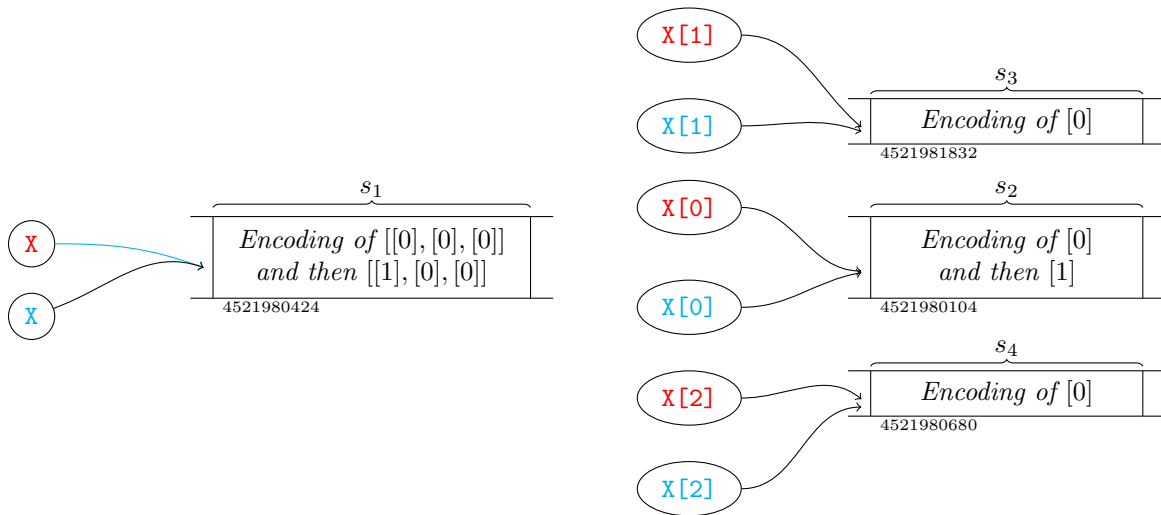 X
X
s₁
Encoding of [[0], [0], [0]]
and then [[1], [0], [0]]
4521980424
X[1]
X[1]
s₃
Encoding of [0]
4521981832
X[0]
X[0]
s₂
Encoding of [0]
and then [1]
4521980104
X[2]
X[2]
s₄
Encoding of [0]
4521980680